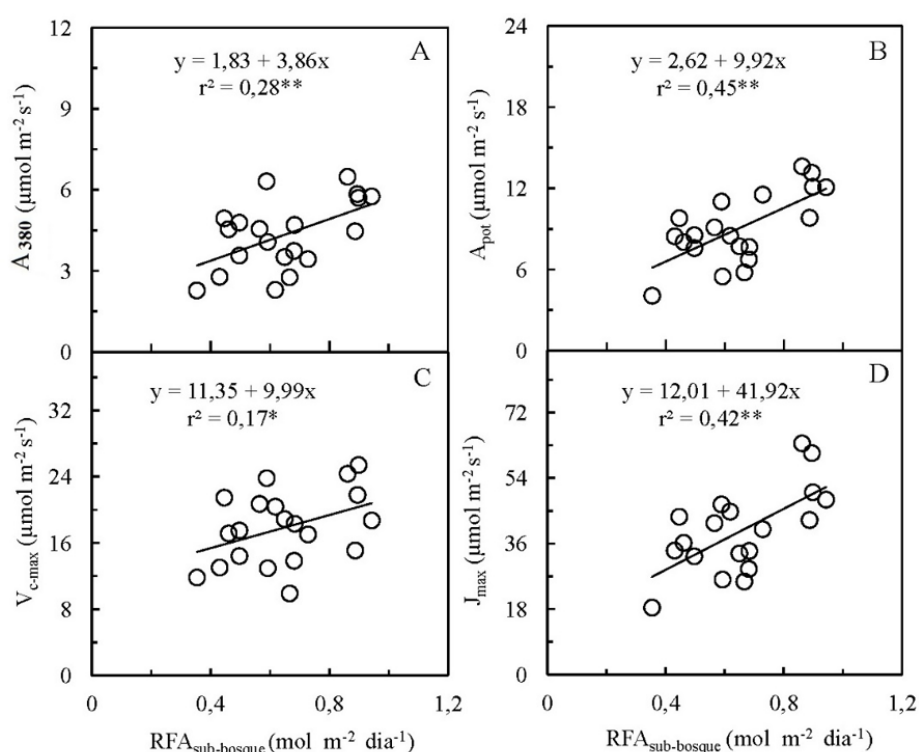 A
y = 1,83 + 3,86x
r² = 0,28**
A380 (µmol m-2 s-1)
12
9
6
3
0
B
y = 2,62 + 9,92x
r² = 0,45**
Apot (µmol m-2 s-1)
24
18
12
6
0
C
y = 11,35 + 9,99x
r² = 0,17*
Vc-max (µmol m-2 s-1)
32
24
16
8
0
0 0,4 0,8 1,2
RFAsub-bosque (mol m-2 dia-1)
D
y = 12,01 + 41,92x
r² = 0,42**
Jmax (µmol m-2 s-1)
72
54
36
18
0
0 0,4 0,8 1,2
RFAsub-bosque (mol m-2 dia-1)